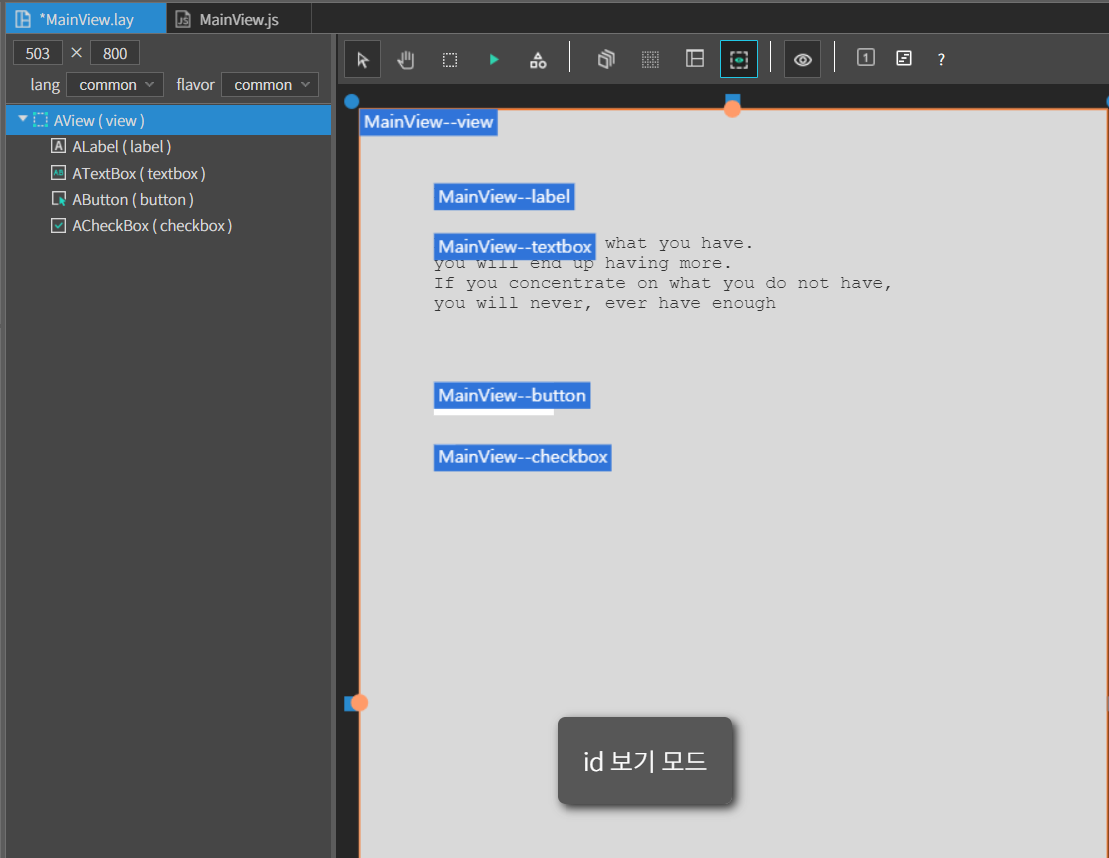 *MainView.lay
MainView.js
503 × 800
lang common flavor common
1 ?
AView ( view )
ALabel ( label )
ATextBox ( textbox )
AButton ( button )
ACheckBox ( checkbox )
MainView--view
MainView--label
MainView--textbox what you have.
you will end up having more.
If you concentrate on what you do not have,
you will never, ever have enough
MainView--button
MainView--checkbox
id 보기 모드